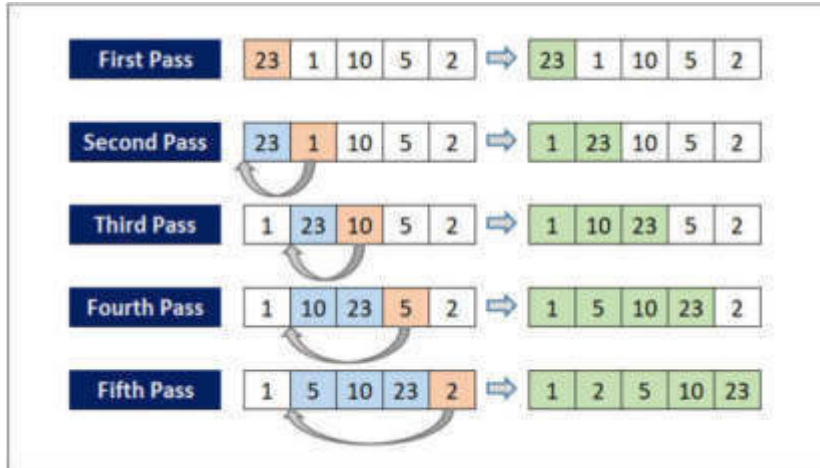 First Pass 23 1 10 5 2 23 1 10 5 2
Second Pass 23 1 10 5 2 1 23 10 5 2
Third Pass 1 23 10 5 2 1 10 23 5 2
Fourth Pass 1 10 23 5 2 1 5 10 23 2
Fifth Pass 1 5 10 23 2 1 2 5 10 23